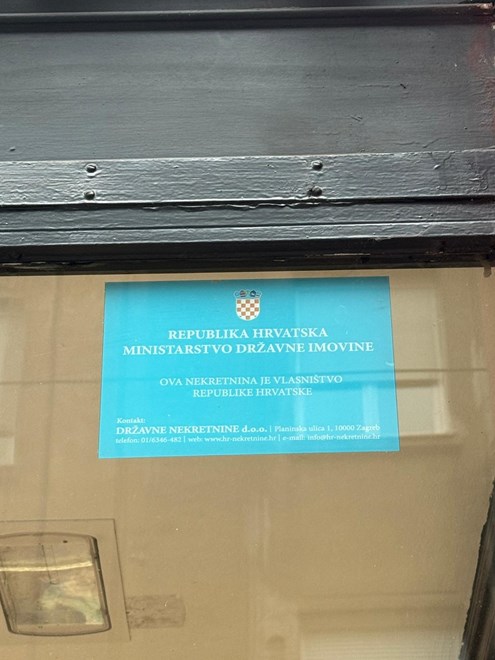 REPUBLIKA HRVATSKA
MINISTARSTVO DRŽAVNE IMOVINE
OVA NEKRETNINA JE VLASNIŠTVO
REPUBLIKE HRVATSKE
Kontakt:
DRŽAVNE NEKRETNINE d.o.o. | Planinska ulica 1, 10000 Zagreb
telefon: 01/6346-482 | web: www.hr-nekretnine.hr | e-mail: info@hr-nekretnine.hr